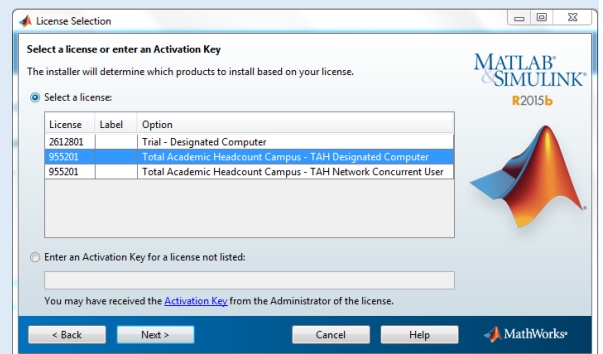 License Selection
Select a license or enter an Activation Key
The installer will determine which products to install based on your license.
Select a license:
License Label Option
2612801 Trial - Designated Computer
955201 Total Academic Headcount Campus - TAH Designated Computer
955201 Total Academic Headcount Campus - TAH Network Concurrent User
Enter an Activation Key for a license not listed:
You may have received the Activation Key from the Administrator of the license.
< Back Next > Cancel Help
MATLAB®
&SIMULINK®
R2015b
MathWorks®